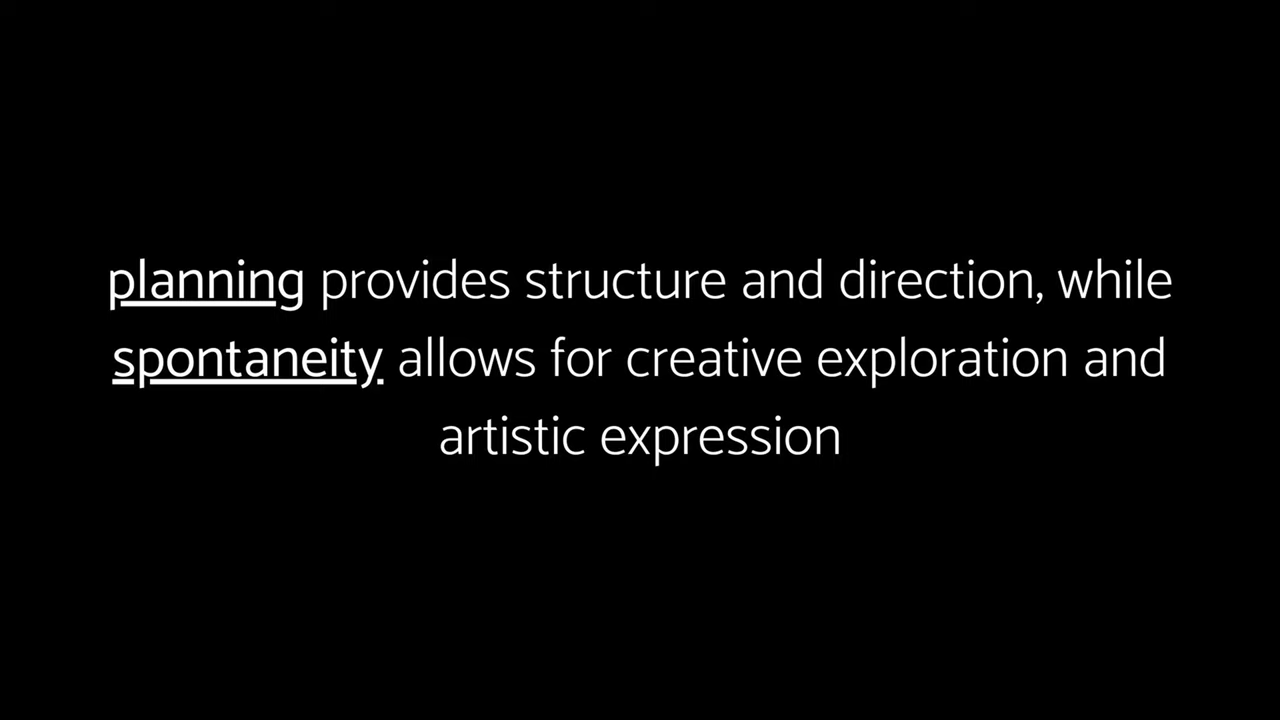 planning provides structure and direction, while
spontaneity allows for creative exploration and
artistic expression